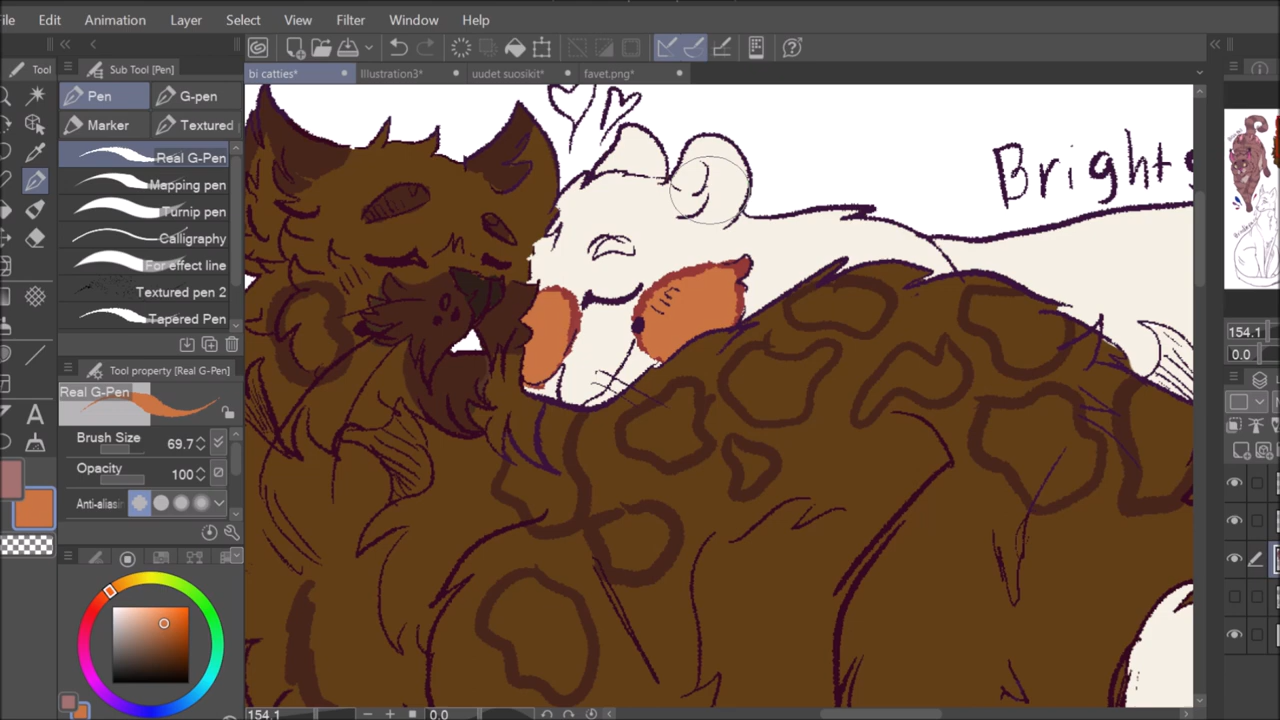 File Edit Animation Layer Select View Filter Window Help
Tool Sub Tool [Pen] bi catties* Illustration3* uudet suosikit* favet.png*
Pen G-pen
Marker Textured
Real G-Pen
Mapping pen
Turnip pen
Calligraphy
For effect line
Textured pen 2
Tapered Pen
Tool property [Real G-Pen]
Real G-Pen
Brush Size 69.7
Opacity 100
Anti-aliasi
Bright
154.1
0.0
154.1 0.0